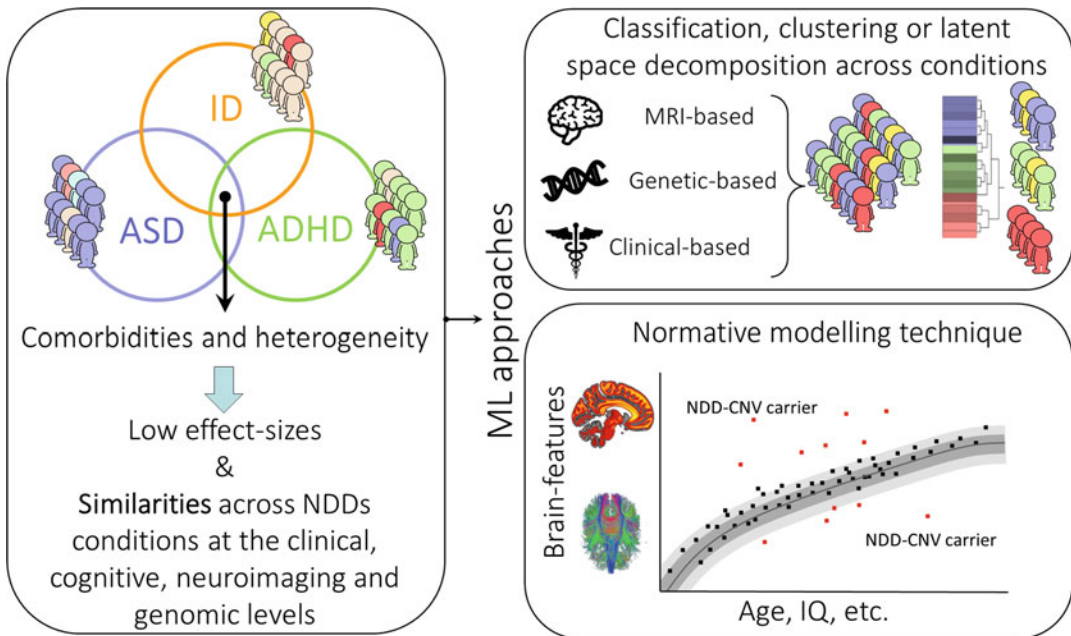 ID
ASD
ADHD
Comorbidities and heterogeneity
Low effect-sizes
&
Similarities across NDDs
conditions at the clinical,
cognitive, neuroimaging and
genomic levels
ML approaches
Classification, clustering or latent
space decomposition across conditions
MRI-based
Genetic-based
Clinical-based
Normative modelling technique
Brain-features
NDD-CNV carrier
NDD-CNV carrier
Age, IQ, etc.